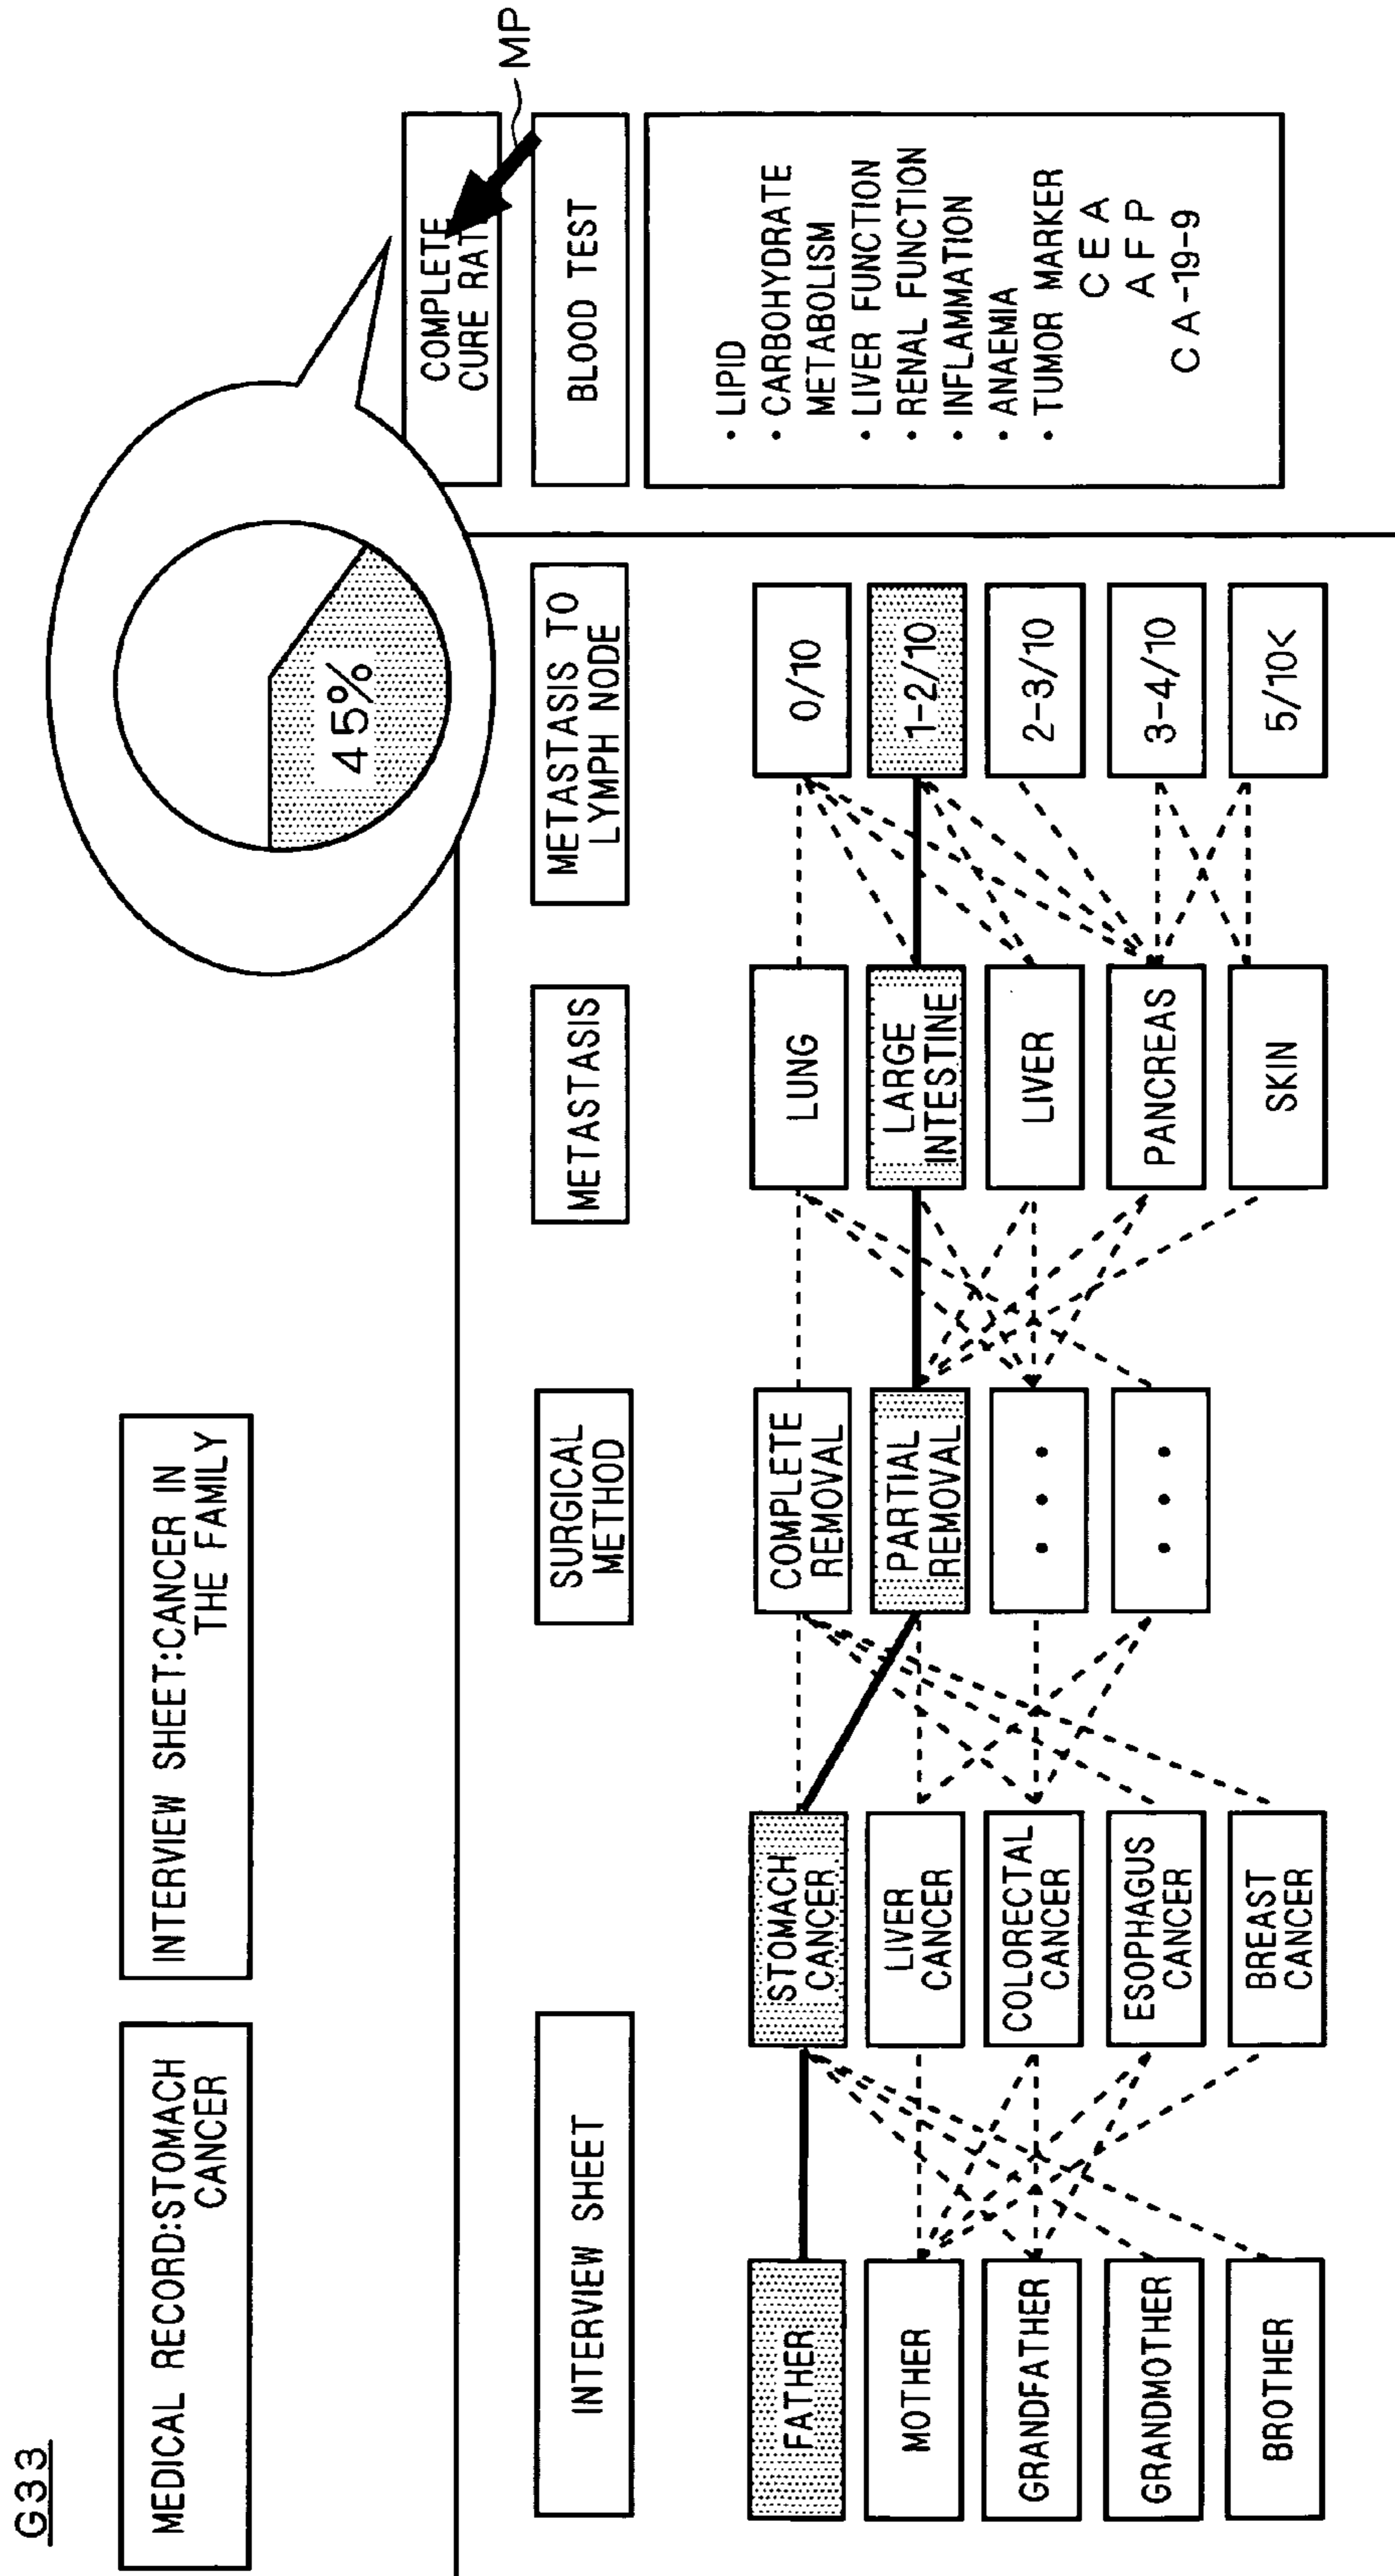 G33
MEDICAL RECORD:STOMACH
CANCER
INTERVIEW SHEET:CANCER IN
THE FAMILY
45%
COMPLETE
CURE RAT
MP
INTERVIEW SHEET
SURGICAL
METHOD
METASTASIS
METASTASIS TO
LYMPH NODE
BLOOD TEST
FATHER
MOTHER
GRANDFATHER
GRANDMOTHER
BROTHER
STOMACH
CANCER
LIVER
CANCER
COLORECTAL
CANCER
ESOPHAGUS
CANCER
BREAST
CANCER
COMPLETE
REMOVAL
PARTIAL
REMOVAL
• • •
• • •
LUNG
LARGE
INTESTINE
LIVER
PANCREAS
SKIN
0/10
1-2/10
2-3/10
3-4/10
5/10<
• LIPID
• CARBOHYDRATE
METABOLISM
• LIVER FUNCTION
• RENAL FUNCTION
• INFLAMMATION
• ANAEMIA
• TUMOR MARKER
CEA
AFP
CA-19-9